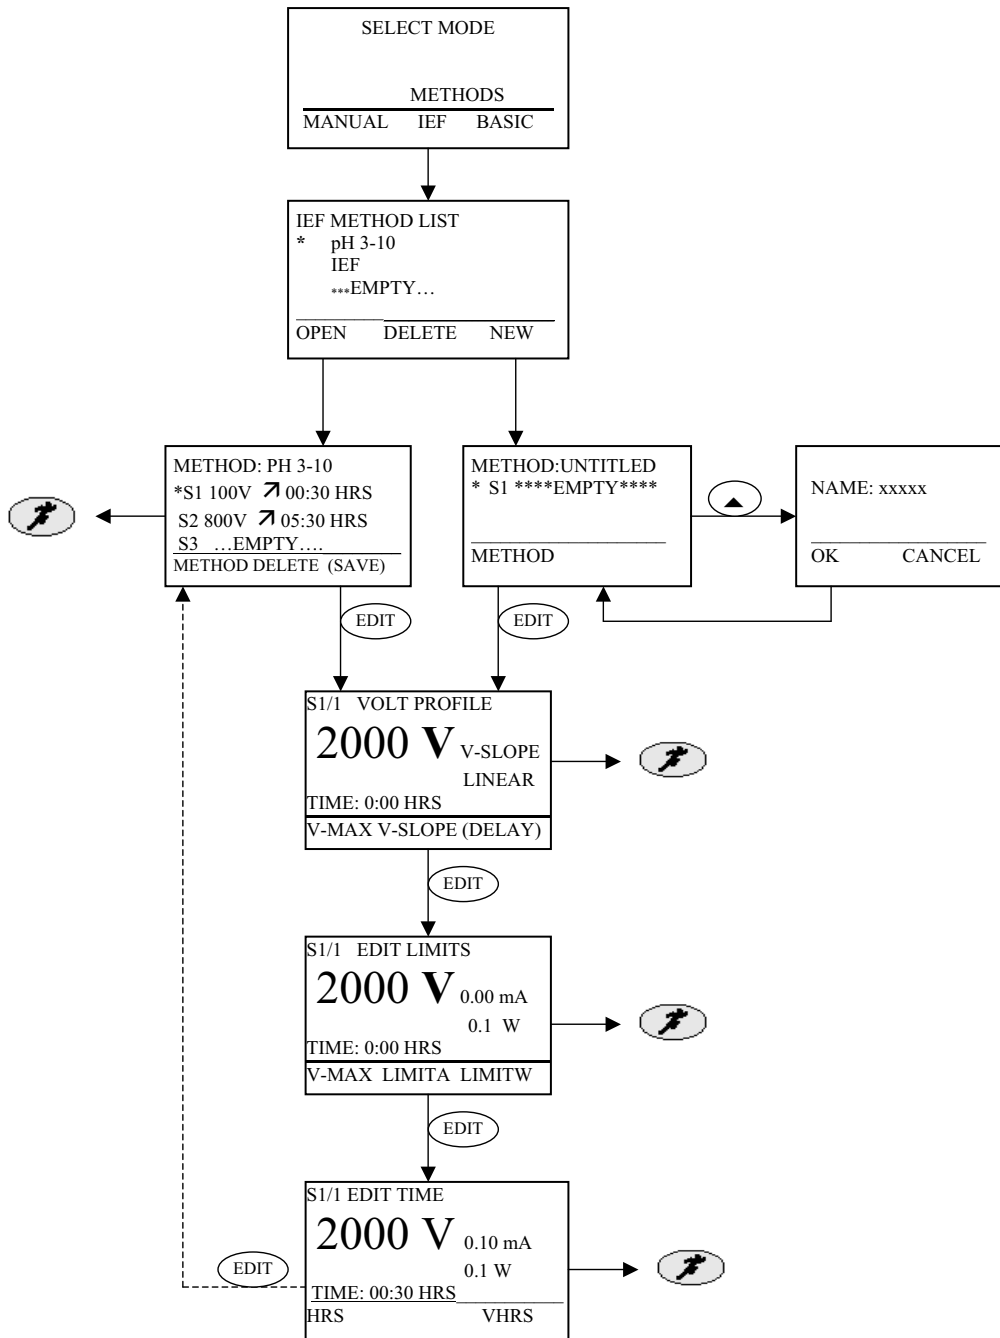 SELECT MODE
METHODS
MANUAL IEF BASIC
IEF METHOD LIST
* pH 3-10
IEF
***EMPTY…
OPEN DELETE NEW
METHOD: PH 3-10
*S1 100V ↗ 00:30 HRS
S2 800V ↗ 05:30 HRS
S3 …EMPTY….
METHOD DELETE (SAVE)
METHOD:UNTITLED
* S1 ****EMPTY****
METHOD
NAME: xxxxx
OK CANCEL
EDIT
EDIT
S1/1 VOLT PROFILE
2000 V V-SLOPE
LINEAR
TIME: 0:00 HRS
V-MAX V-SLOPE (DELAY)
EDIT
S1/1 EDIT LIMITS
2000 V 0.00 mA
0.1 W
TIME: 0:00 HRS
V-MAX LIMITA LIMITW
EDIT
S1/1 EDIT TIME
2000 V 0.10 mA
0.1 W
EDIT
TIME: 00:30 HRS
HRS VHRS